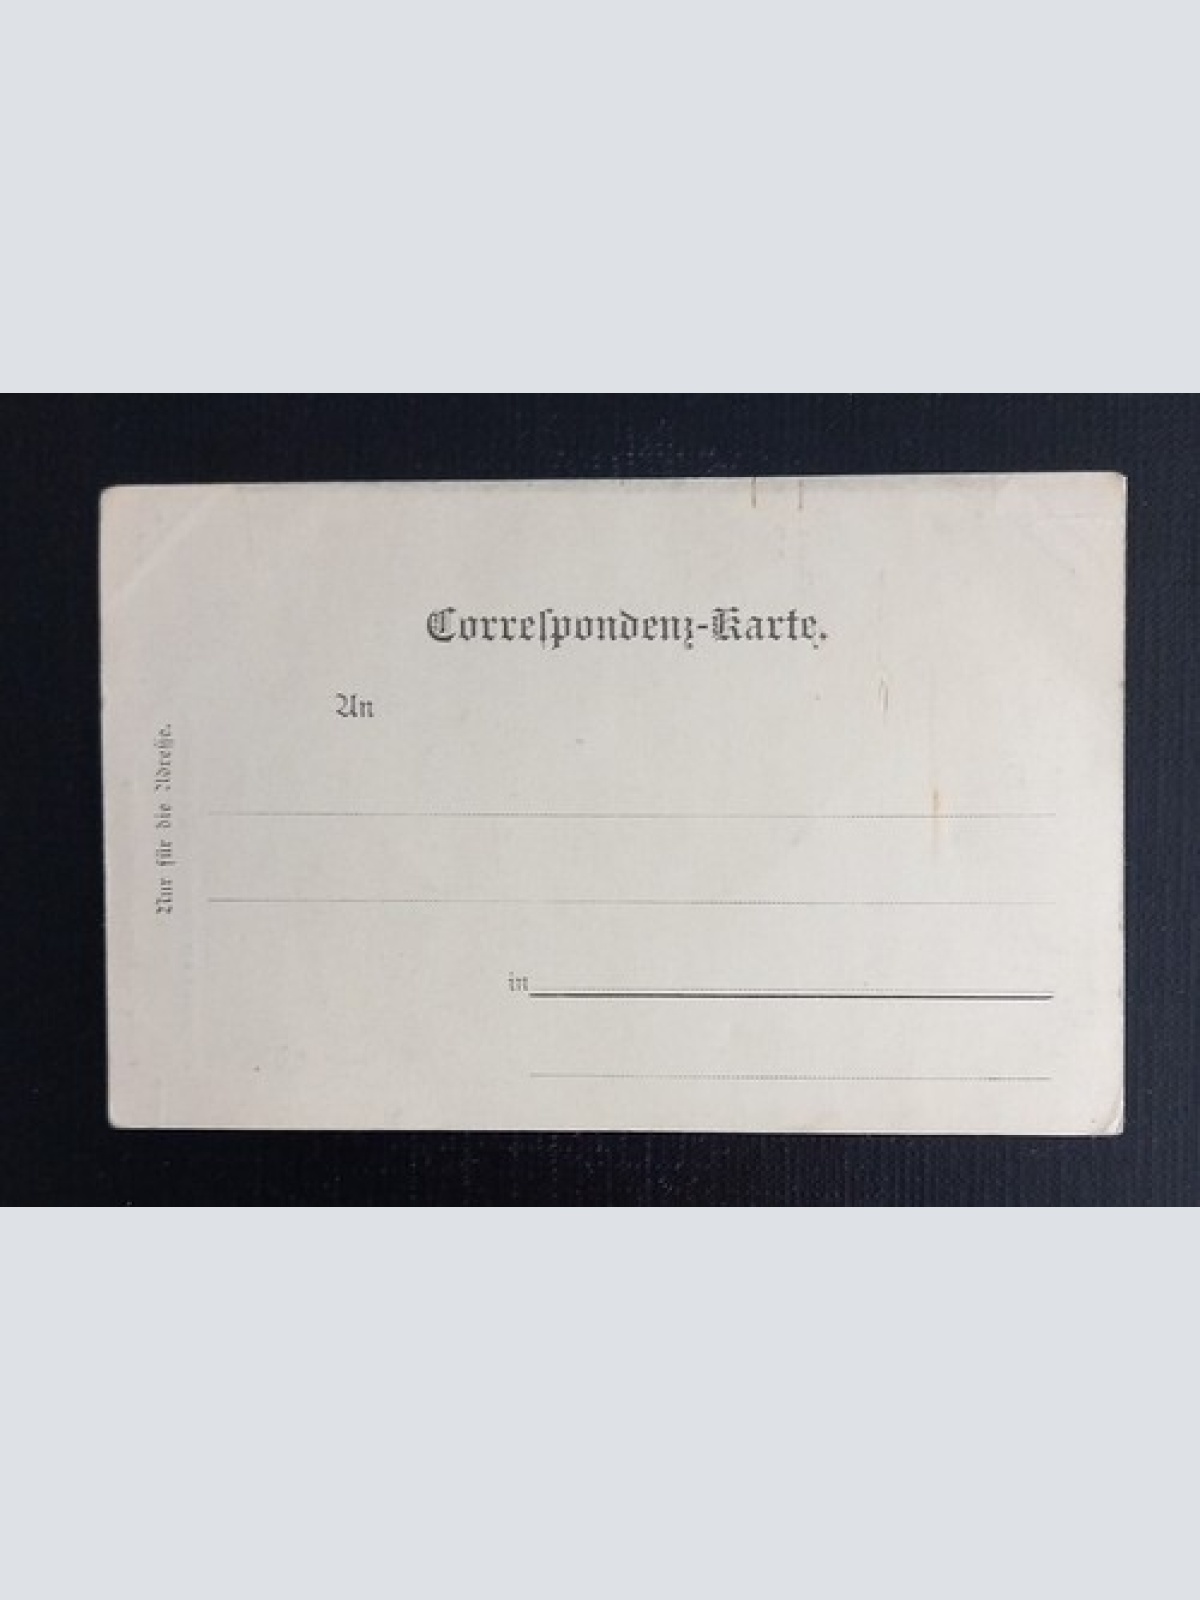 Correſpondenz-Karte.
An
Nur für die Adreſſe.
in